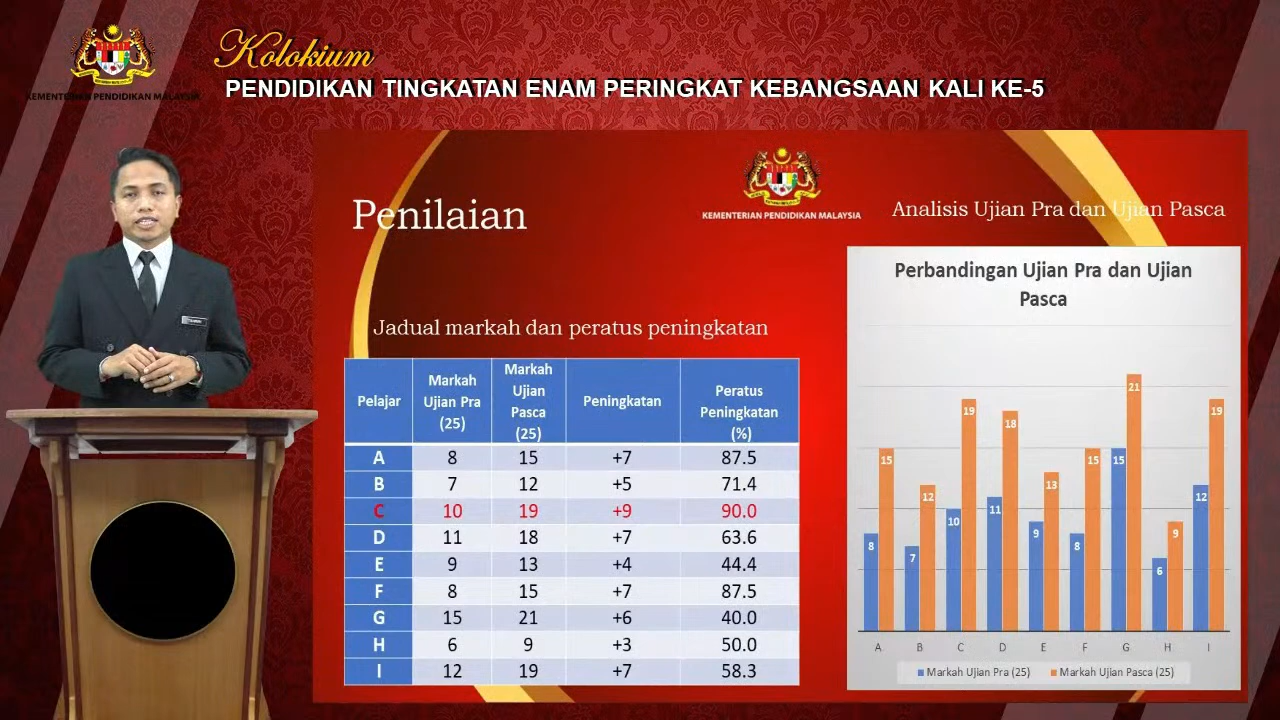 Kolokium
KEMENTERIAN PENDIDIKAN MALAYSIA
PENDIDIKAN TINGKATAN ENAM PERINGKAT KEBANGSAAN KALI KE-5
Penilaian
KEMENTERIAN PENDIDIKAN MALAYSIA
Analisis Ujian Pra dan Ujian Pasca
Jadual markah dan peratus peningkatan
Pelajar Markah Ujian Pra (25) Markah Ujian Pasca (25) Peningkatan Peratus Peningkatan (%)
A 8 15 +7 87.5
B 7 12 +5 71.4
C 10 19 +9 90.0
D 11 18 +7 63.6
E 9 13 +4 44.4
F 8 15 +7 87.5
G 15 21 +6 40.0
H 6 9 +3 50.0
I 12 19 +7 58.3
Perbandingan Ujian Pra dan Ujian
Pasca
8 15 7 12 10 19 11 18 9 13 8 15 15 21 6 9 12 19
A B C D E F G H I
Markah Ujian Pra (25) Markah Ujian Pasca (25)